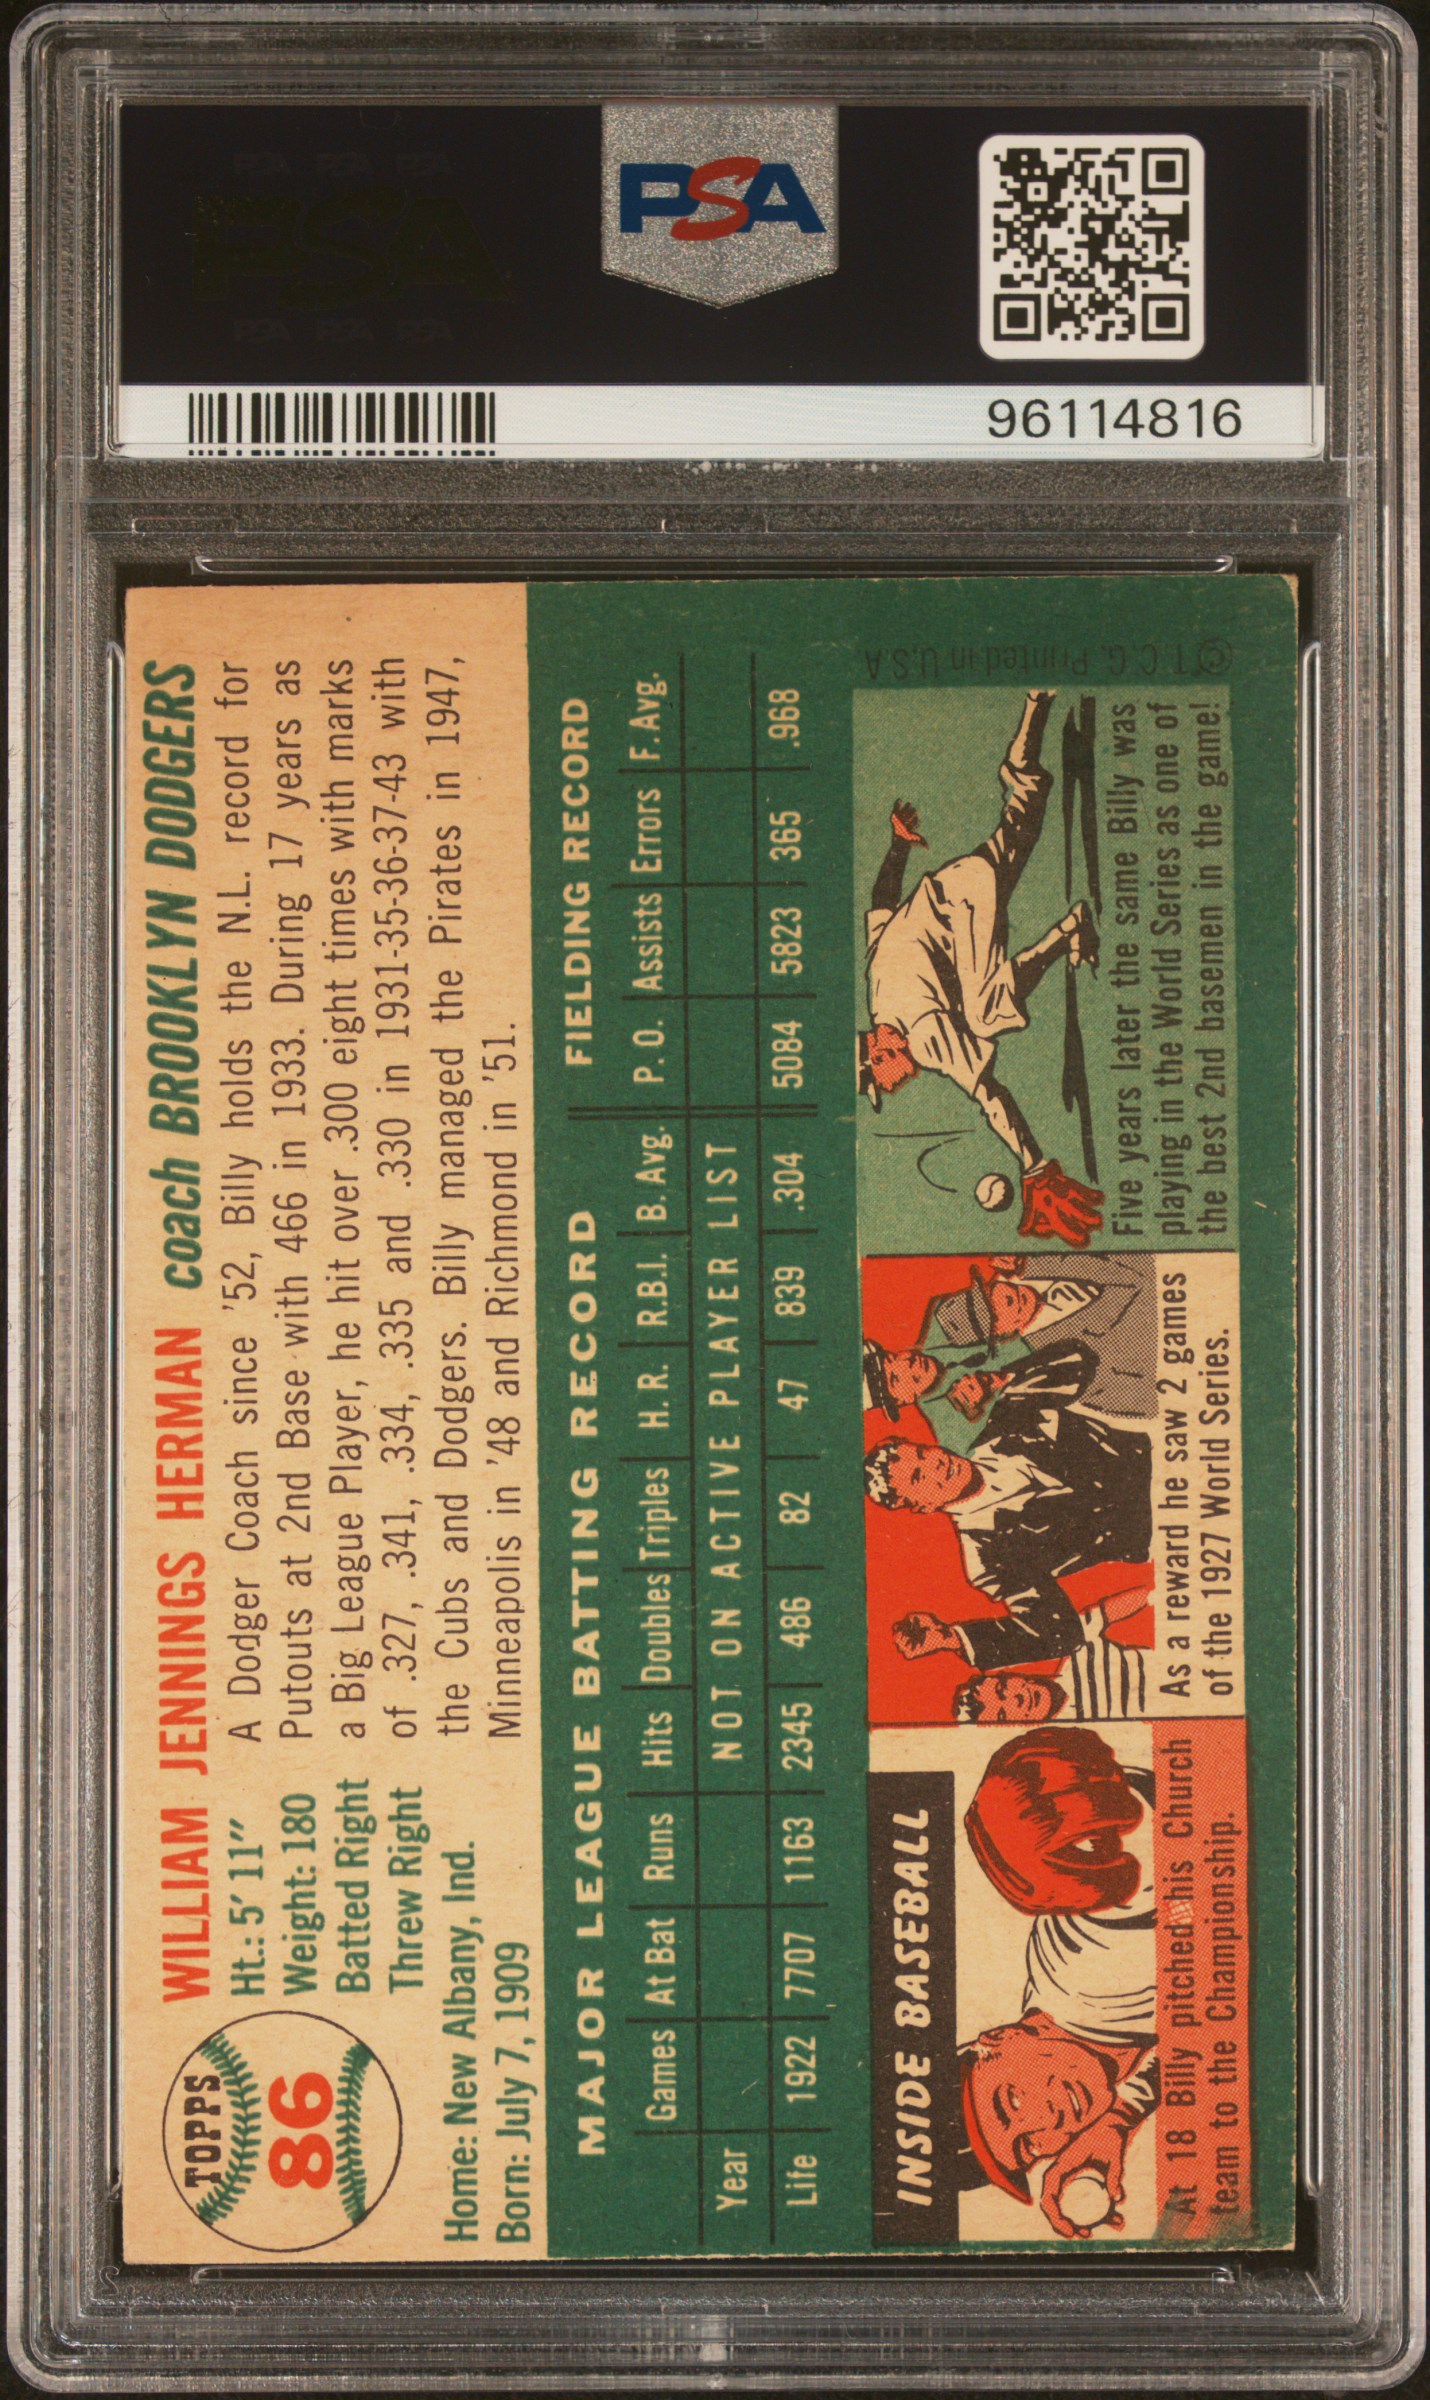 PSA
96114816
TOPPS
86
WILLIAM JENNINGS HERMAN coach BROOKLYN DODGERS
Ht.: 5' 11"
Weight: 180
Batted Right
Threw Right
Home: New Albany, Ind.
Born: July 7, 1909
A Dodger Coach since '52, Billy holds the N.L. record for
Putouts at 2nd Base with 466 in 1933. During 17 years as
a Big League Player, he hit over .300 eight times with marks
of .327, .341, .334, .335 and .330 in 1931-35-36-37-43 with
the Cubs and Dodgers. Billy managed the Pirates in 1947,
Minneapolis in '48 and Richmond in '51.
MAJOR LEAGUE BATTING RECORD FIELDING RECORD
Games At Bat Runs Hits Doubles Triples H. R. R.B.I. B. Avg. P. O. Assists Errors F. Avg.
Year NOT ON ACTIVE PLAYER LIST
Life 1922 7707 1163 2345 486 82 47 839 .304 5084 5823 365 .968
INSIDE BASEBALL
At 18 Billy pitched his Church
team to the Championship.
As a reward he saw 2 games
of the 1927 World Series.
Five years later the same Billy was
playing in the World Series as one of
the best 2nd basemen in the game!
© T. C. G. Printed in U.S.A